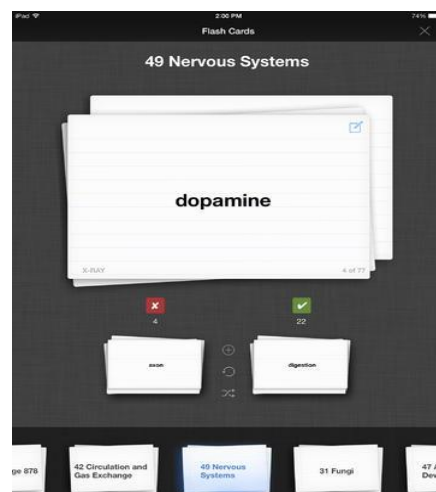 iPad
2:00 PM
74%
Flash Cards
49 Nervous Systems
dopamine
X-RAY
4 of 77
4
22
axon
digestion
ge 878
42 Circulation and
Gas Exchange
49 Nervous
Systems
31 Fungi
47 A
Dev